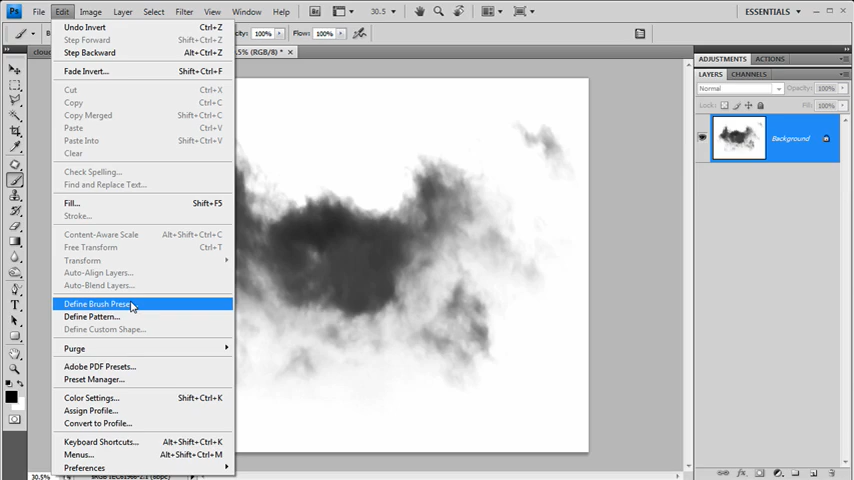 Ps File Edit Image Layer Select Filter View Window Help Br 30.5 ESSENTIALS
100% Flow: 100%
.5% (RGB/8) *
Undo Invert Ctrl+Z
Step Forward Shift+Ctrl+Z
Step Backward Alt+Ctrl+Z
Fade Invert... Shift+Ctrl+F
Cut Ctrl+X
Copy Ctrl+C
Copy Merged Shift+Ctrl+C
Paste Ctrl+V
Paste Into Shift+Ctrl+V
Clear
Check Spelling...
Find and Replace Text...
Fill... Shift+F5
Stroke...
Content-Aware Scale Alt+Shift+Ctrl+C
Free Transform Ctrl+T
Transform
Auto-Align Layers...
Auto-Blend Layers...
Define Brush Prese
Define Pattern...
Define Custom Shape...
Purge
Adobe PDF Presets...
Preset Manager...
Color Settings... Shift+Ctrl+K
Assign Profile...
Convert to Profile...
Keyboard Shortcuts... Alt+Shift+Ctrl+K
Menus... Alt+Shift+Ctrl+M
Preferences
30.5%
ADJUSTMENTS ACTIONS
LAYERS CHANNELS
Normal Opacity: 100%
Lock: Fill: 100%
Background